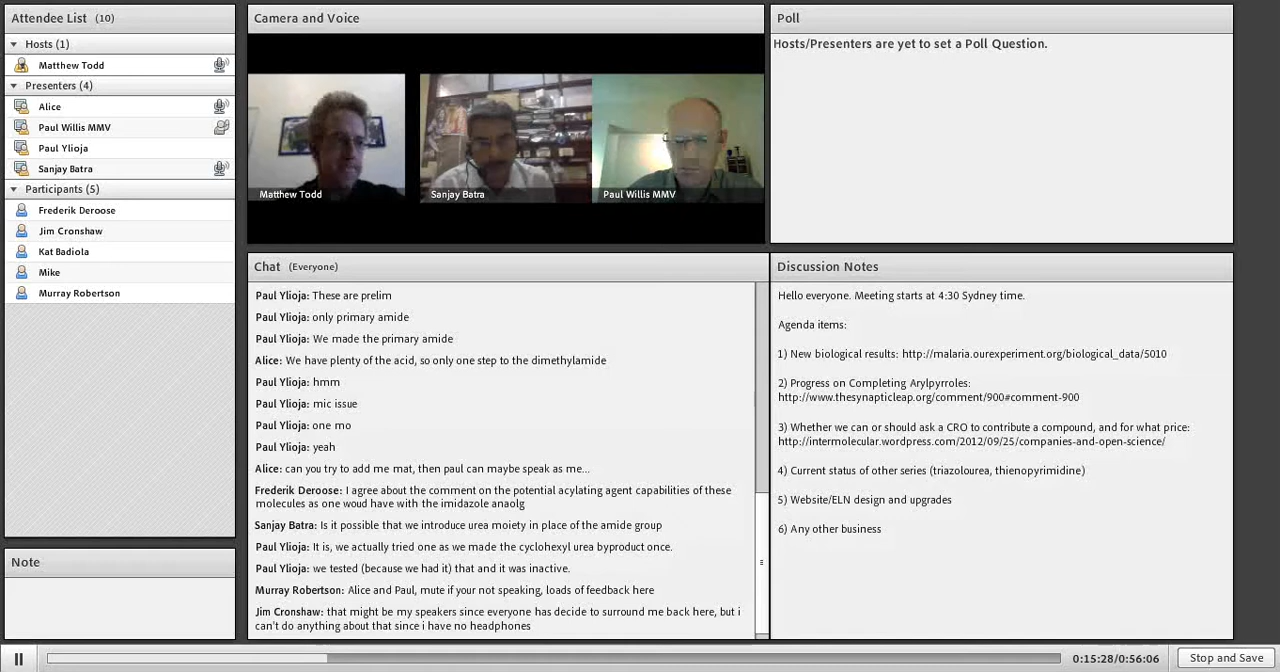 Attendee List (10)
Hosts (1)
Matthew Todd
Presenters (4)
Alice
Paul Willis MMV
Paul Ylioja
Sanjay Batra
Participants (5)
Frederik Deroose
Jim Cronshaw
Kat Badiola
Mike
Murray Robertson
Note
Camera and Voice
Matthew Todd
Sanjay Batra
Paul Willis MMV
Chat (Everyone)
Paul Ylioja: These are prelim
Paul Ylioja: only primary amide
Paul Ylioja: We made the primary amide
Alice: We have plenty of the acid, so only one step to the dimethylamide
Paul Ylioja: hmm
Paul Ylioja: mic issue
Paul Ylioja: one mo
Paul Ylioja: yeah
Alice: can you try to add me mat, then paul can maybe speak as me...
Frederik Deroose: I agree about the comment on the potential acylating agent capabilities of these
molecules as one woud have with the imidazole anaolg
Sanjay Batra: Is it possible that we introduce urea moiety in place of the amide group
Paul Ylioja: It is, we actually tried one as we made the cyclohexyl urea byproduct once.
Paul Ylioja: we tested (because we had it) that and it was inactive.
Murray Robertson: Alice and Paul, mute if your not speaking, loads of feedback here
Jim Cronshaw: that might be my speakers since everyone has decide to surround me back here, but i
can't do anything about that since i have no headphones
Poll
Hosts/Presenters are yet to set a Poll Question.
Discussion Notes
Hello everyone. Meeting starts at 4:30 Sydney time.
Agenda items:
1) New biological results: http://malaria.ourexperiment.org/biological_data/5010
2) Progress on Completing Arylpyrroles:
http://www.thesynapticleap.org/comment/900#comment-900
3) Whether we can or should ask a CRO to contribute a compound, and for what price:
http://intermolecular.wordpress.com/2012/09/25/companies-and-open-science/
4) Current status of other series (triazolourea, thienopyrimidine)
5) Website/ELN design and upgrades
6) Any other business
0:15:28/0:56:06
Stop and Save